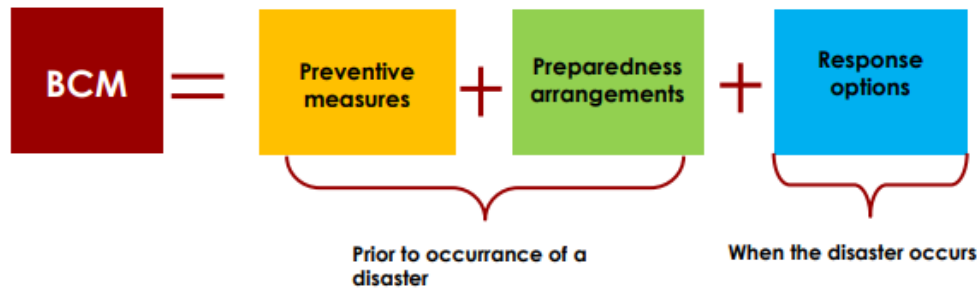 BCM
=
Preventive
measures
+
Preparedness
arrangements
+
Response
options
Prior to occurrance of a
disaster
When the disaster occurs